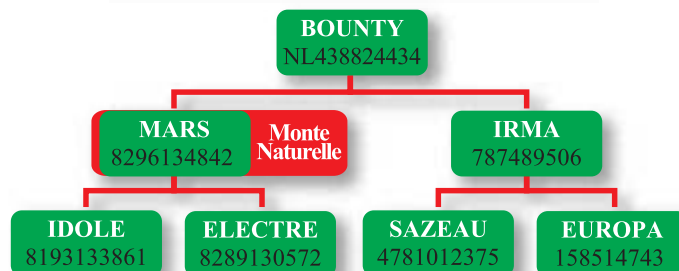 BOUNTY
NL438824434
MARS
8296134842
Monte
Naturelle
IRMA
787489506
IDOLE
8193133861
ELECTRE
8289130572
SAZEAU
4781012375
EUROPA
158514743